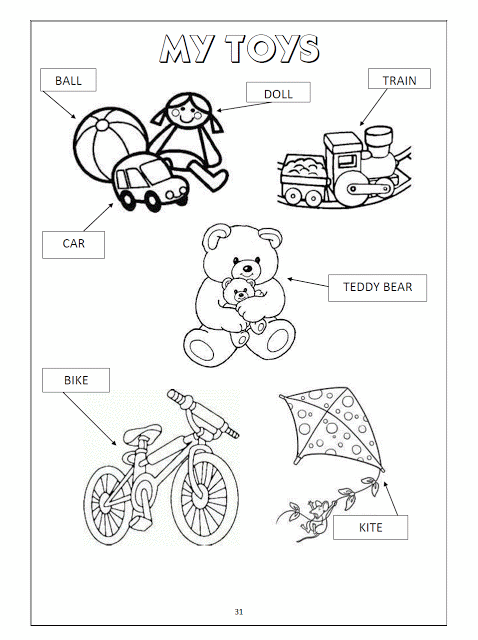 MY TOYS
BALL
DOLL
TRAIN
CAR
TEDDY BEAR
BIKE
KITE
31